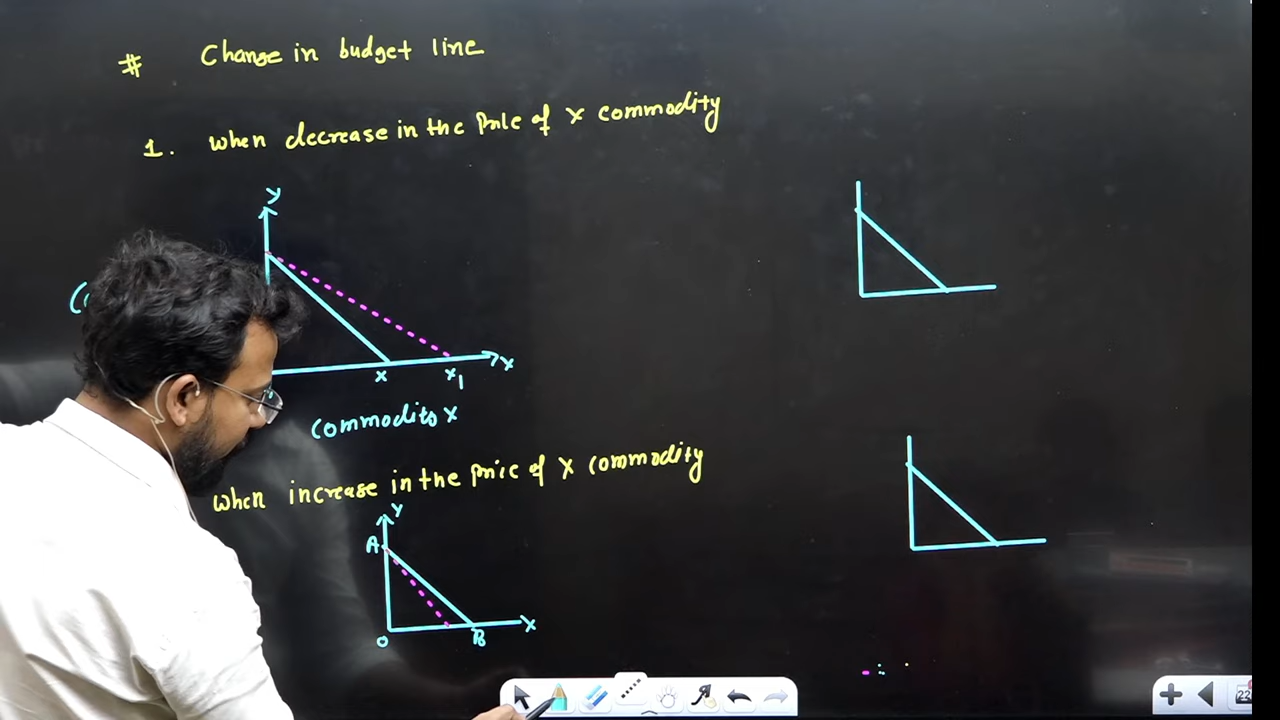 # Change in budget line
1. when decrease in the Price of x commodity
y
x x1 x
commodity x
when increase in the price of x commodity
y
A
O B x
22